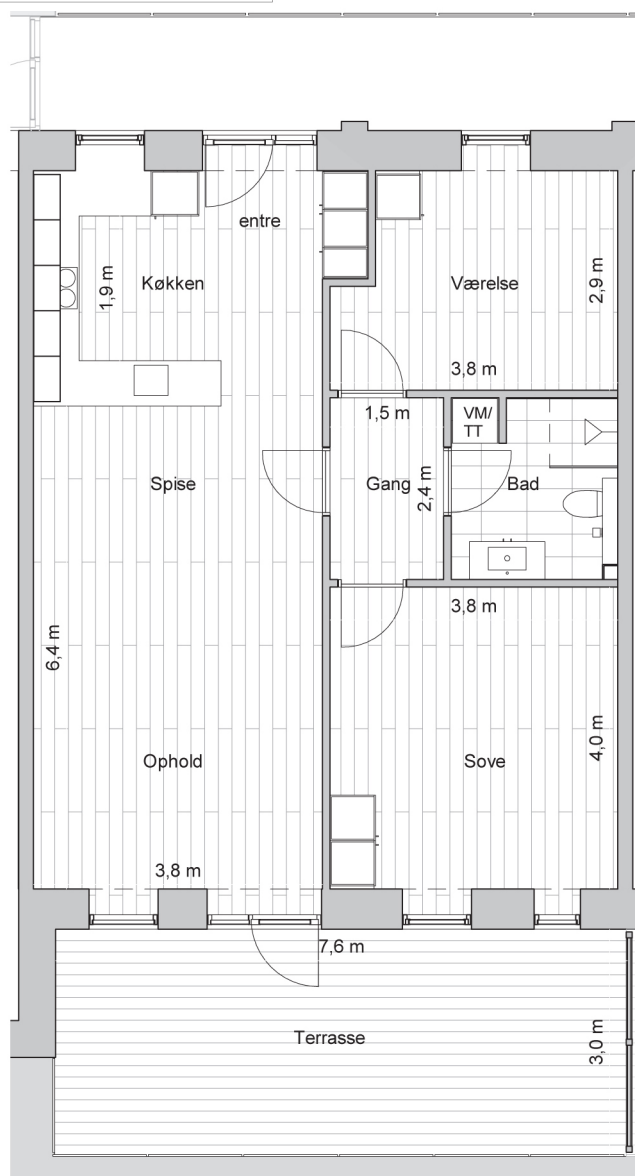 entre
Køkken
1,9 m
Værelse
2,9 m
3,8 m
1,5 m
VM/
TT
Spise
Gang
2,4 m
Bad
3,8 m
6,4 m
Ophold
Sove
4,0 m
3,8 m
7,6 m
Terrasse
3,0 m